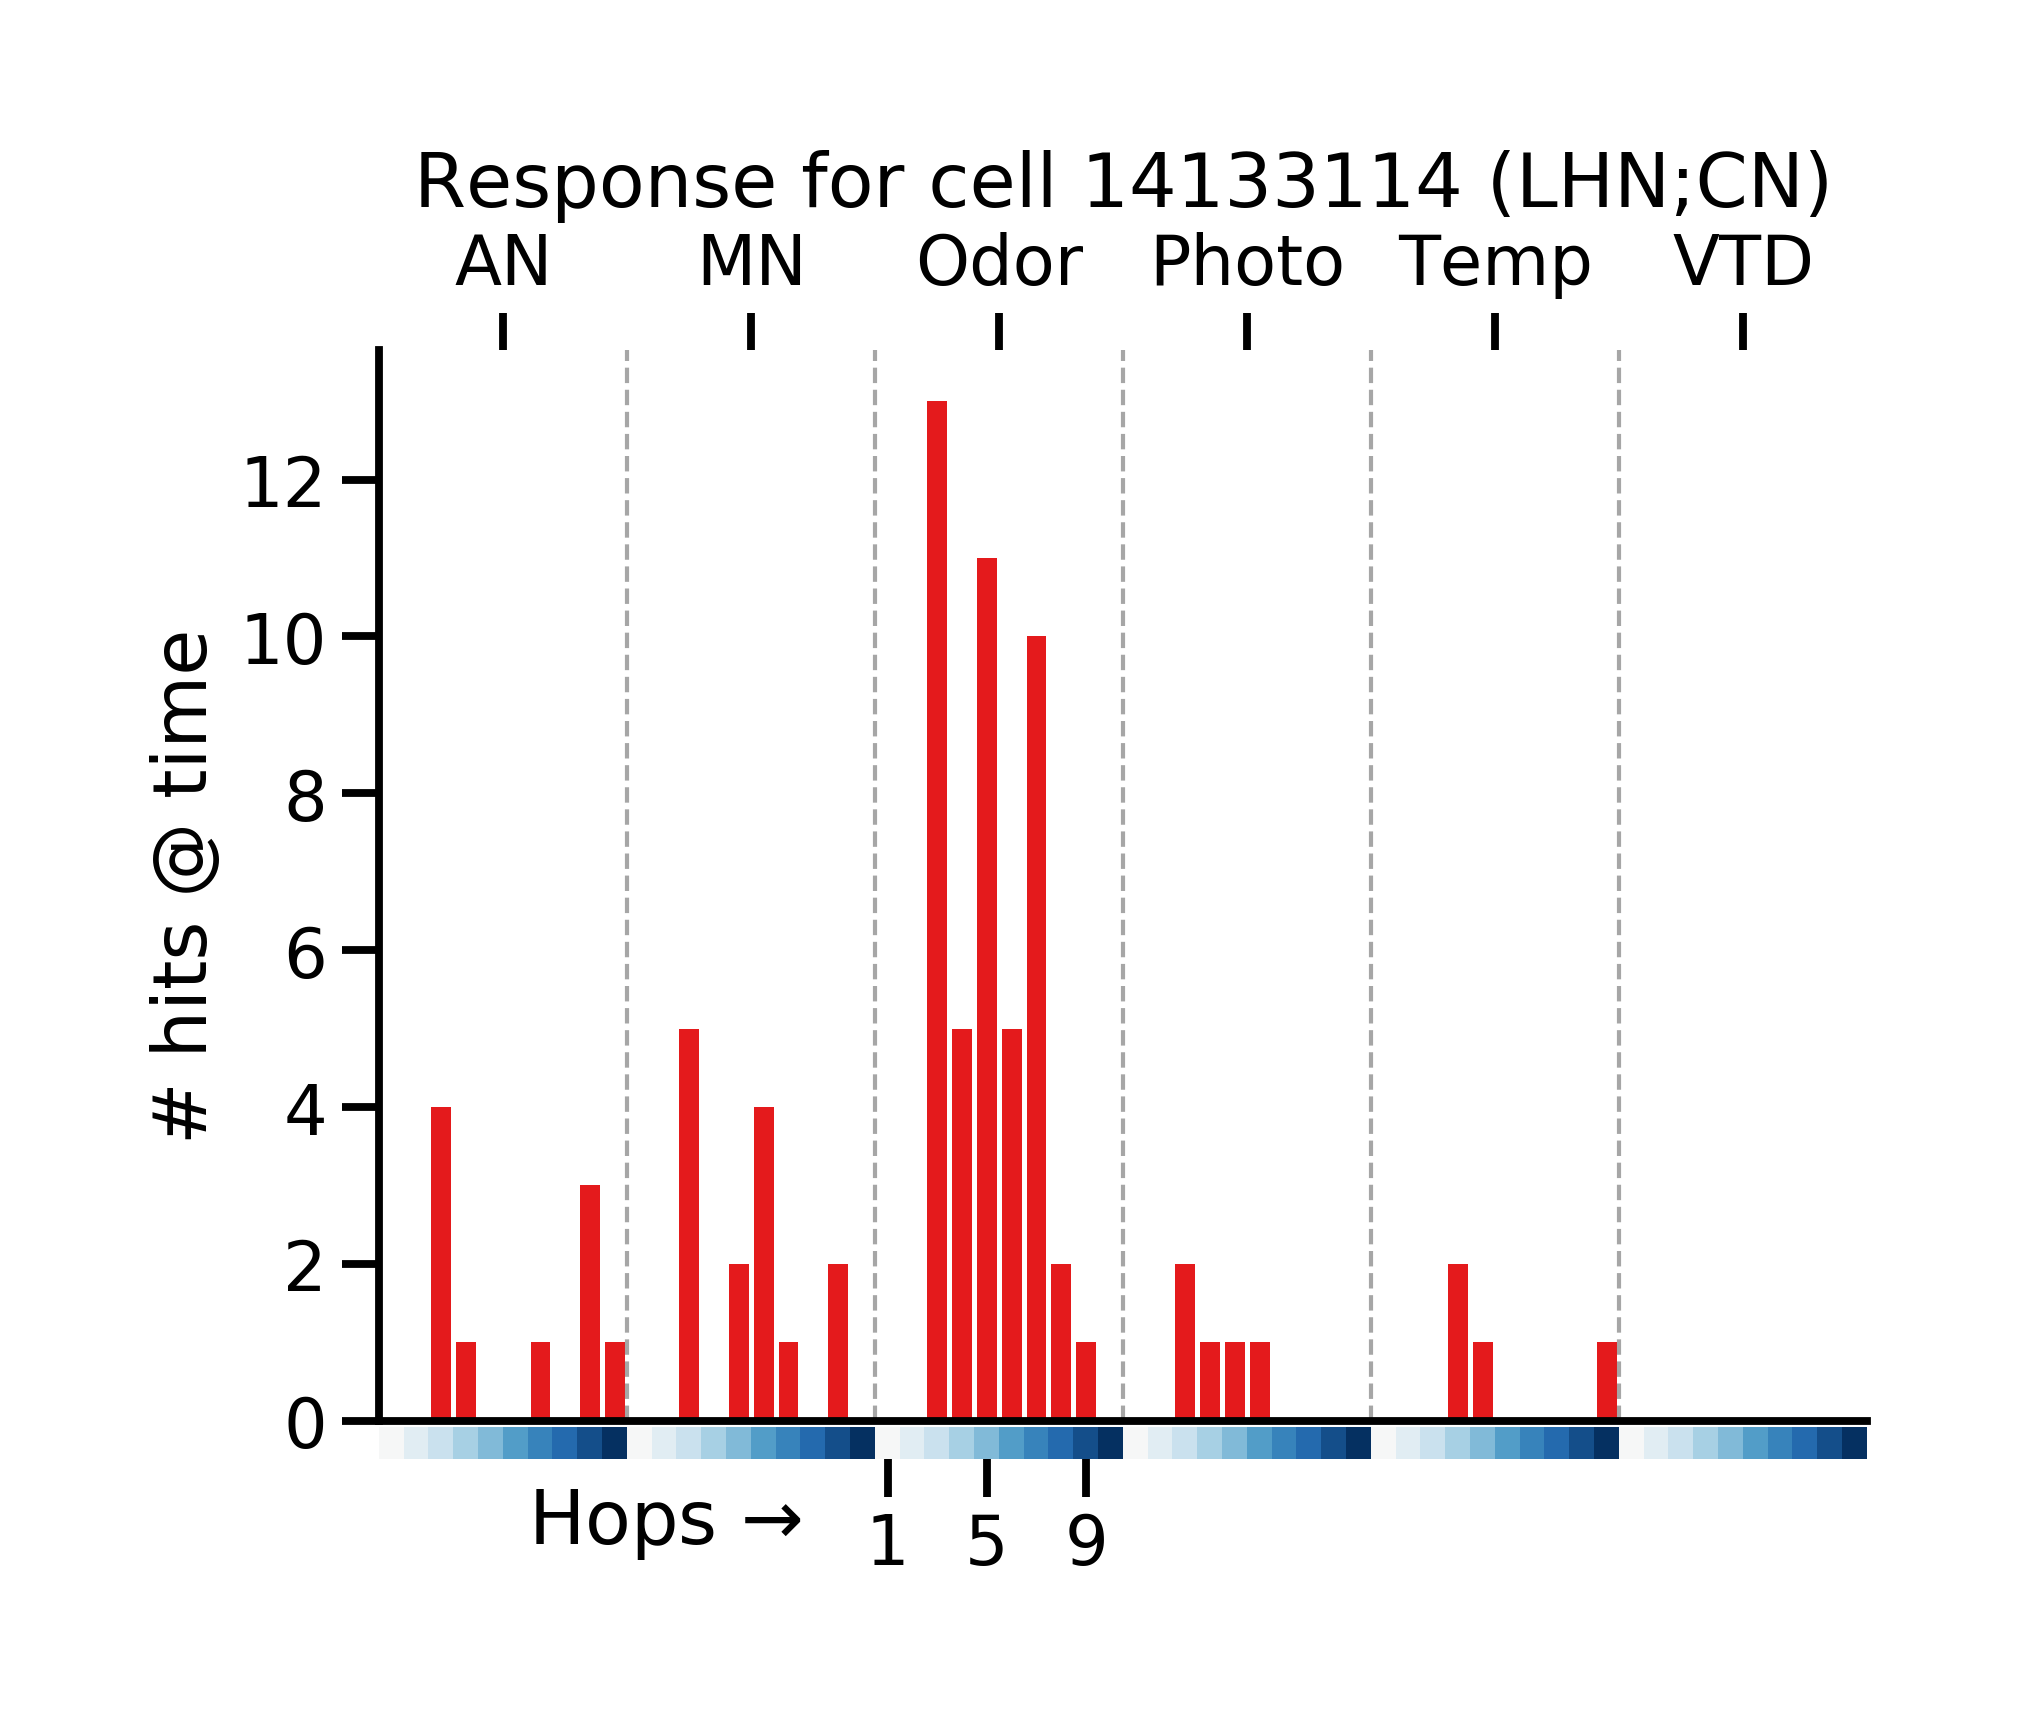 Response for cell 14133114 (LHN;CN)
AN MN Odor Photo Temp VTD
# hits @ time
12
10
8
6
4
2
0
Hops → 1 5 9